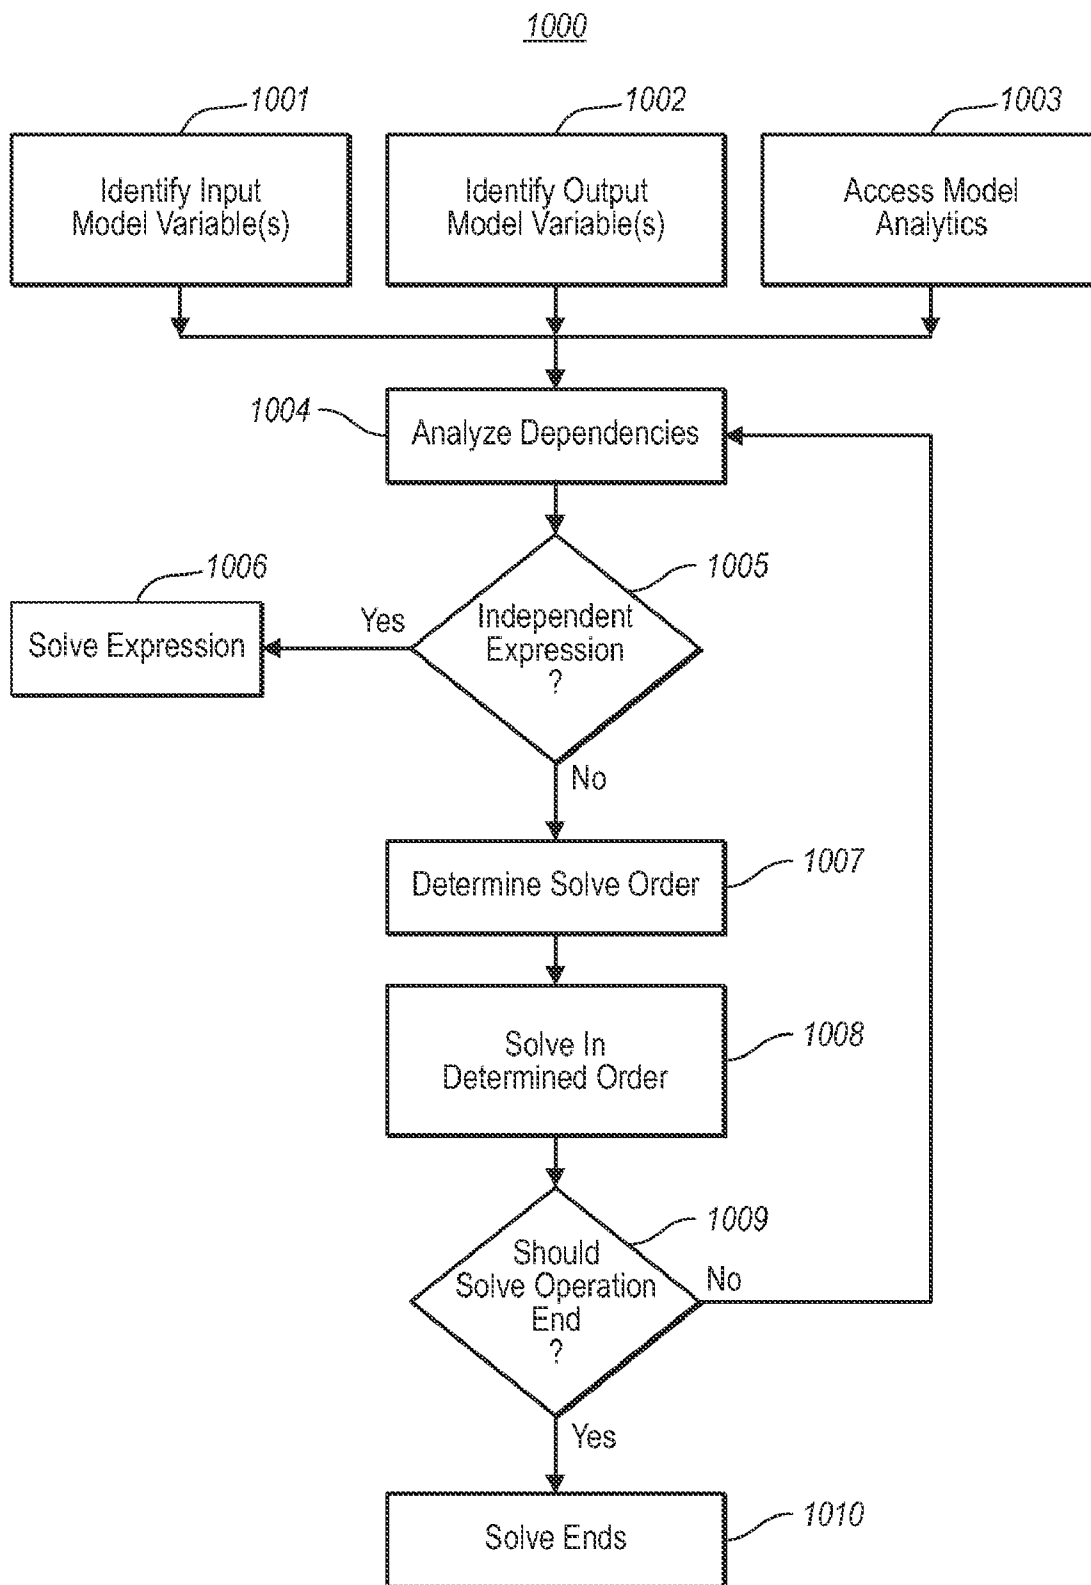 1000
1001
1002
1003
Identify Input
Model Variable(s)
Identify Output
Model Variable(s)
Access Model
Analytics
1004
Analyze Dependencies
1005
Independent
Expression
?
Yes
1006
Solve Expression
No
1007
Determine Solve Order
1008
Solve In
Determined Order
1009
Should
Solve Operation
End
?
No
Yes
1010
Solve Ends